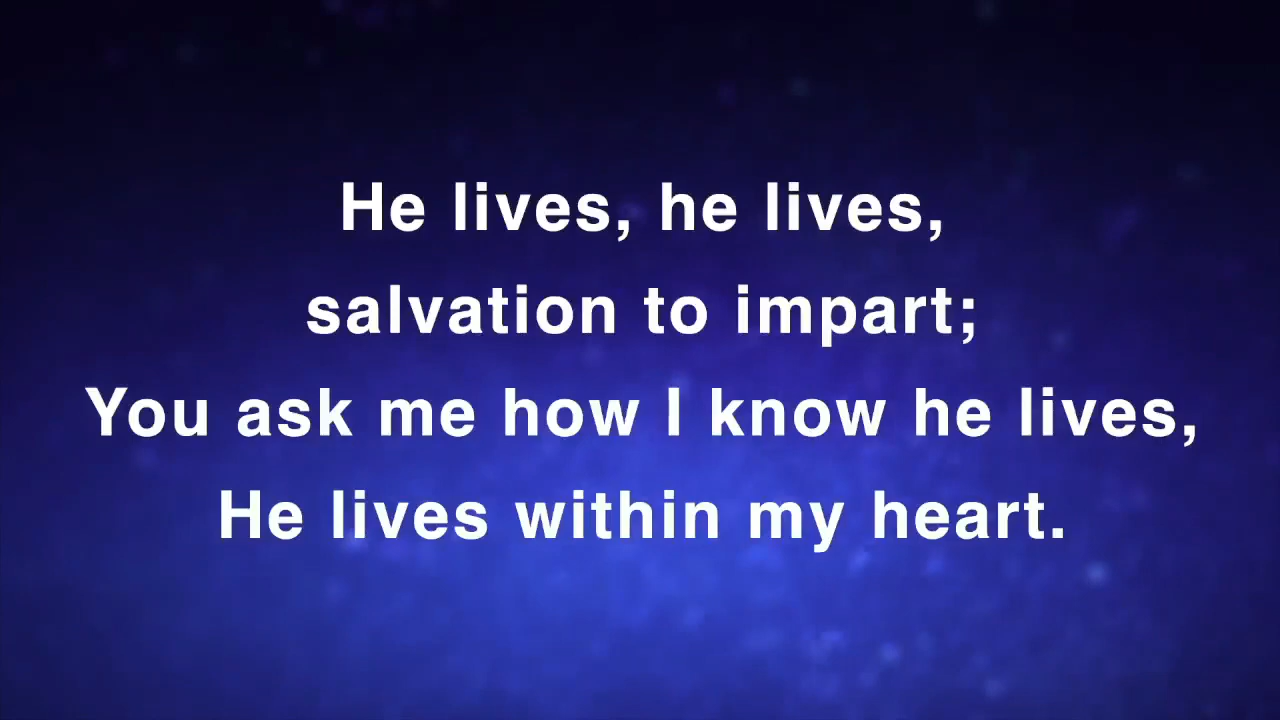 He lives, he lives,
salvation to impart;
You ask me how I know he lives,
He lives within my heart.